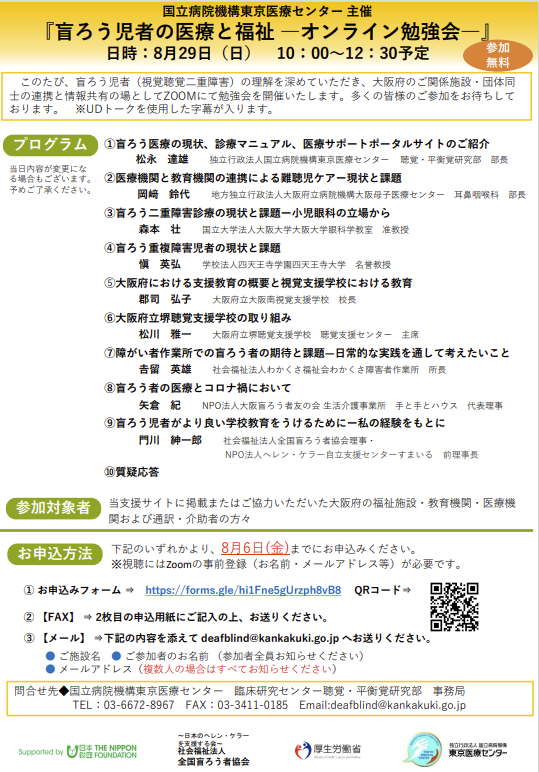 国立病院機構東京医療センター 主催
『盲ろう児者の医療と福祉 ―オンライン勉強会―』
日時：8月29日（日）　10：00～12：30予定
参加
無料
このたび、盲ろう児者（視覚聴覚二重障害）の理解を深めていただき、大阪府のご関係施設・団体同
士の連携と情報共有の場としてZOOMにて勉強会を開催いたします。多くの皆様のご参加をお待ちして
おります。　※UDトークを使用した字幕が入ります。
プログラム
当日内容が変更にな
る場合もございます。
予めご了承ください。
①盲ろう医療の現状、診療マニュアル、医療サポートポータルサイトのご紹介
松永　達雄　独立行政法人国立病院機構東京医療センター　聴覚・平衡覚研究部　部長
②医療機関と教育機関の連携による難聴児ケアー現状と課題
岡﨑　鈴代　地方独立行政法人大阪府立病院機構大阪母子医療センター　耳鼻咽喉科　部長
③盲ろう二重障害診療の現状と課題ー小児眼科の立場から
森本　壮　国立大学法人大阪大学大阪大学眼科学教室　准教授
④盲ろう重複障害児者の現状と課題
愼　英弘　学校法人四天王寺学園四天王寺大学　名誉教授
⑤大阪府における支援教育の概要と視覚支援学校における教育
郡司　弘子　大阪府立大阪南視覚支援学校　校長
⑥大阪府立堺聴覚支援学校の取り組み
松川　雅一　大阪府立堺聴覚支援学校　聴覚支援センター　主席
⑦障がい者作業所での盲ろう者の期待と課題―日常的な実践を通して考えたいこと
𠮷留　英雄　社会福祉法人わかくさ福祉会わかくさ障害者作業所　所長
⑧盲ろう者の医療とコロナ禍において
矢倉　紀　NPO法人大阪盲ろう者友の会 生活介護事業所　手と手とハウス　代表理事
⑨盲ろう児者がより良い学校教育をうけるためにー私の経験をもとに
門川　紳一郎　社会福祉法人全国盲ろう者協会理事・
NPO法人ヘレン・ケラー自立支援センターすまいる　前理事長
⑩質疑応答
参加対象者
当支援サイトに掲載またはご協力いただいた大阪府の福祉施設・教育機関・医療機
関および通訳・介助者の方々
お申込方法
下記のいずれかより、8月6日(金)までにお申込みください。
※視聴にはZoomの事前登録（お名前・メールアドレス等）が必要です。
① お申込みフォーム ⇒　https://forms.gle/hi1Fne5gUrzph8vB8　QRコード⇒
② 【FAX】 ⇒ 2枚目の申込用紙にご記入の上、お送りください。
③ 【メール】 ⇒下記の内容を添えて deafblind@kankakuki.go.jp へお送りください。
● ご施設名　● ご参加者のお名前 （参加者全員お知らせください）
● メールアドレス（複数人の場合はすべてお知らせください）
問合せ先◆国立病院機構東京医療センター　臨床研究センター聴覚・平衡覚研究部　事務局
TEL：03-6672-8967　FAX：03-3411-0185　Email:deafblind@kankakuki.go.jp
Supported by 日本財団 THE NIPPON FOUNDATION
～日本のヘレン・ケラー
を支援する会～
社会福祉法人
全国盲ろう者協会
厚生労働省
独立行政法人 国立病院機構
東京医療センター